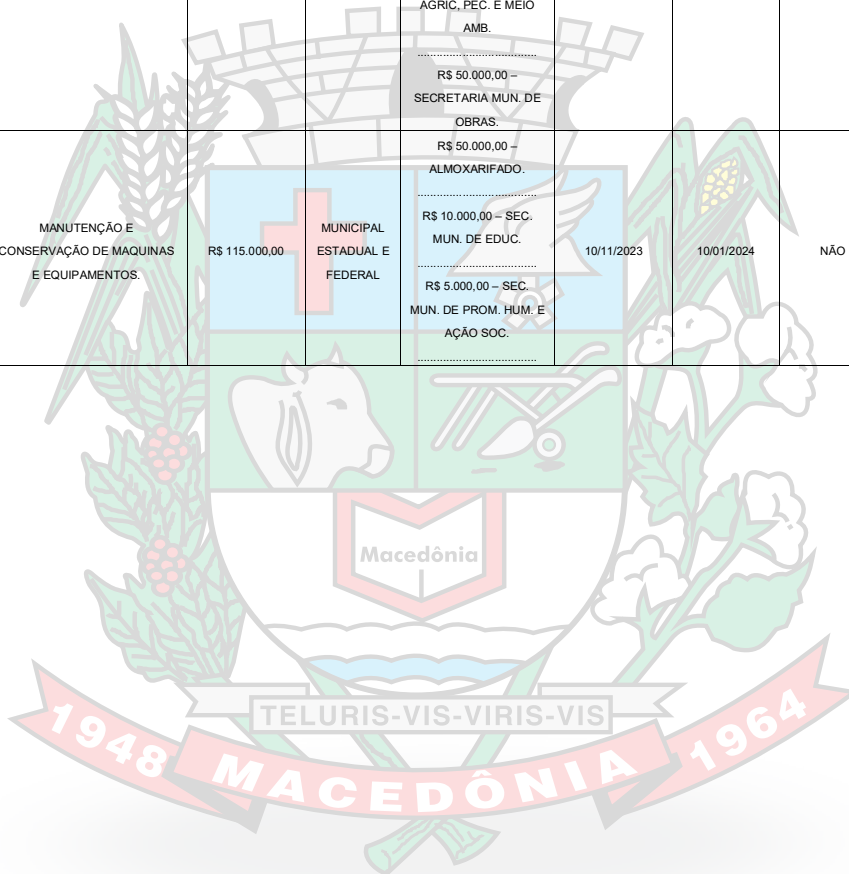 AGRIC, PEC. E MEIO
AMB.
......................................
R$ 50.000,00 –
SECRETARIA MUN. DE
OBRAS.
MANUTENÇÃO E
CONSERVAÇÃO DE MAQUINAS
E EQUIPAMENTOS.
R$ 115.000,00
MUNICIPAL
ESTADUAL E
FEDERAL
R$ 50.000,00 –
ALMOXARIFADO.
......................................
R$ 10.000,00 – SEC.
MUN. DE EDUC.
......................................
R$ 5.000,00 – SEC.
MUN. DE PROM. HUM. E
AÇÃO SOC.
......................................
10/11/2023
10/01/2024
NÃO
Macedônia
TELURIS-VIS-VIRIS-VIS
1948 MACEDÔNIA 1964